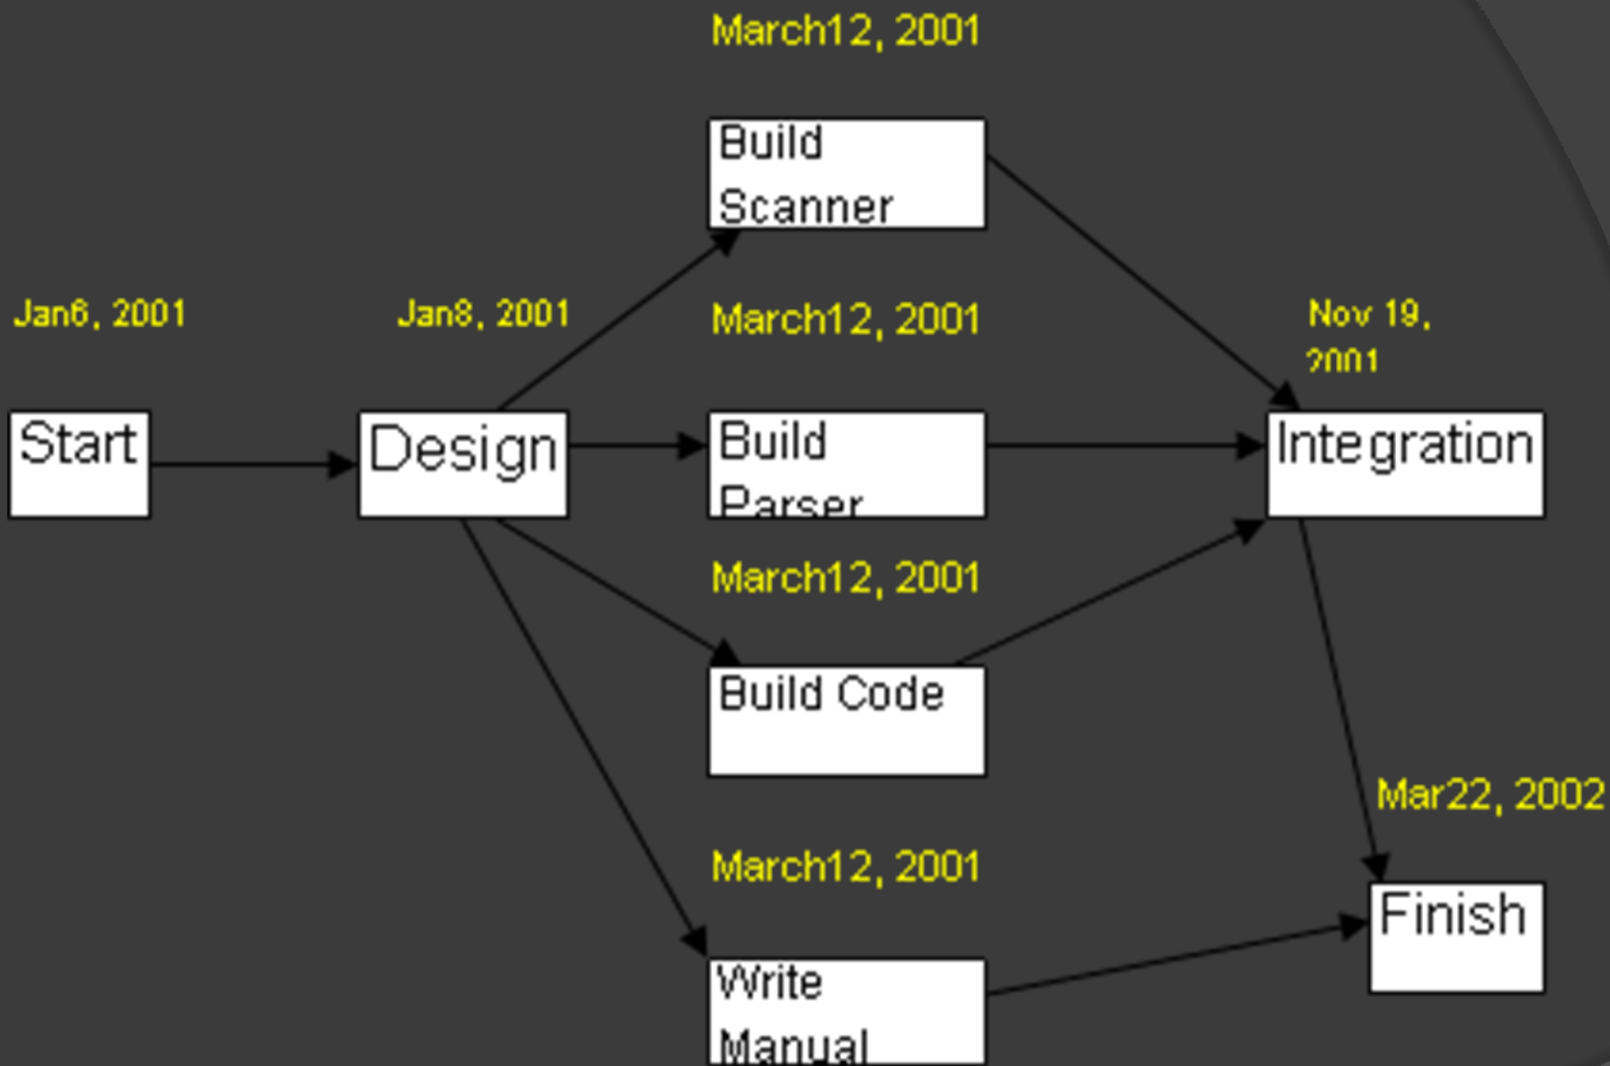 March12, 2001
Build
Scanner
Jan6, 2001
Jan8, 2001
March12, 2001
Nov 19,
2001
Start
Design
Build
Parser
Integration
March12, 2001
Build Code
Mar22, 2002
March12, 2001
Finish
Write
Manual